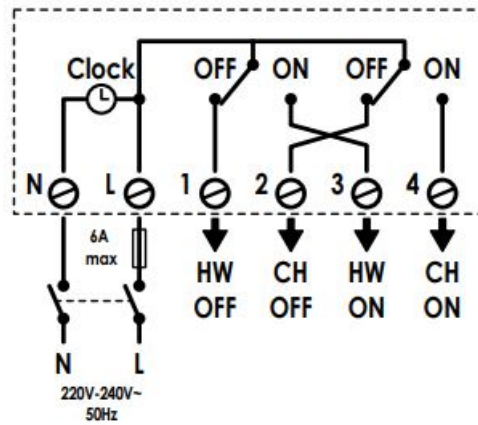 Clock OFF ON OFF ON
N L 1 2 3 4
6A
max
HW CH HW CH
OFF OFF ON ON
N L
220V-240V~
50Hz